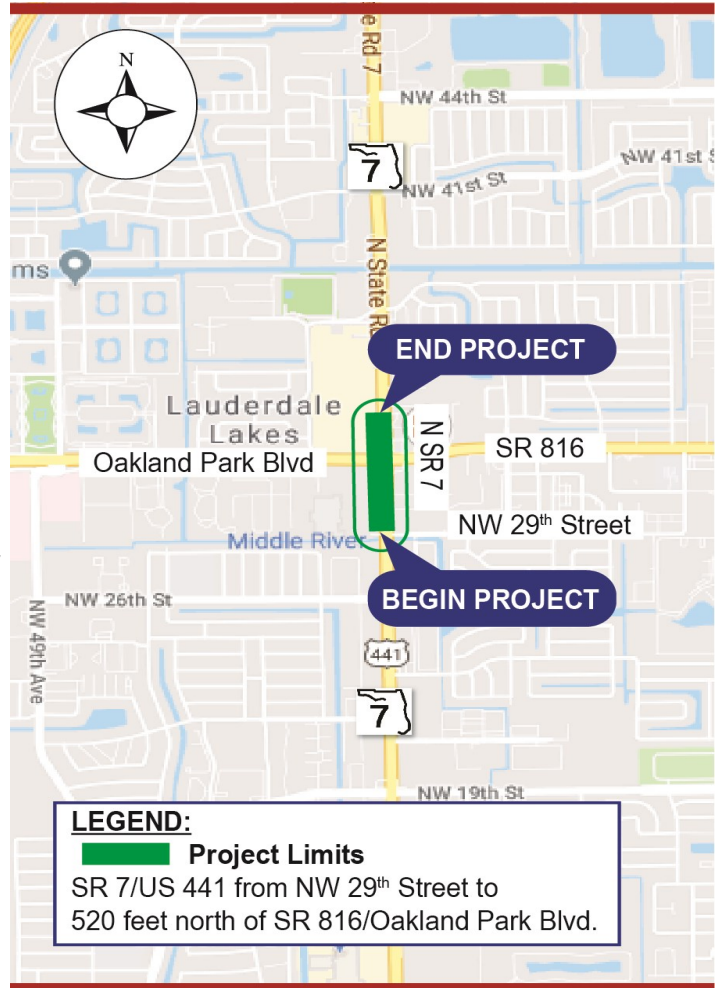 N
e Rd 7
NW 44th St
7
NW 41st St
NW 41st S
ms
N State R
END PROJECT
Lauderdale
Lakes
N SR 7
SR 816
Oakland Park Blvd
NW 29th Street
Middle River
BEGIN PROJECT
NW 26th St
NW 49th Ave
441
7
NW 19th St
LEGEND:
Project Limits
SR 7/US 441 from NW 29th Street to
520 feet north of SR 816/Oakland Park Blvd.